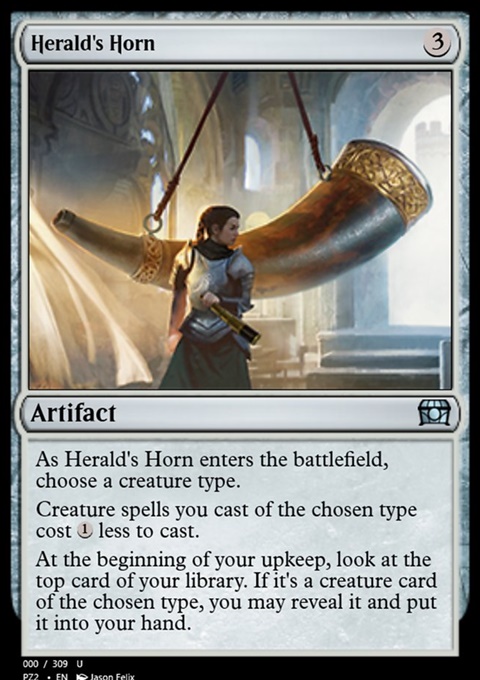 Herald's Horn 3
Artifact
As Herald's Horn enters the battlefield,
choose a creature type.
Creature spells you cast of the chosen type
cost 1 less to cast.
At the beginning of your upkeep, look at the
top card of your library. If it's a creature card
of the chosen type, you may reveal it and put
it into your hand.
000 / 309 U
PZ2 • EN Jason Felix